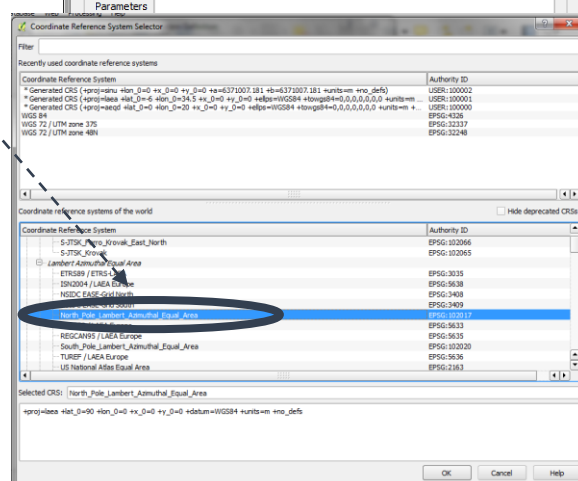 Parameters
Database Web Processing Help
Coordinate Reference System Selector
Filter
Recently used coordinate reference systems
Coordinate Reference System Authority ID
* Generated CRS (+proj=sinu +lon_0=0 +x_0=0 +y_0=0 +a=6371007.181 +b=6371007.181 +units=m +no_defs) USER:100002
* Generated CRS (+proj=laea +lat_0=-6 +lon_0=34.5 +x_0=0 +y_0=0 +ellps=WGS84 +towgs84=0,0,0,0,0,0,0 +units=m ... USER:100001
* Generated CRS (+proj=aeqd +lat_0=0 +lon_0=20 +x_0=0 +y_0=0 +ellps=WGS84 +towgs84=0,0,0,0,0,0,0 +units=m +... USER:100000
WGS 84 EPSG:4326
WGS 72 / UTM zone 37S EPSG:32337
WGS 72 / UTM zone 48N EPSG:32248
Coordinate reference systems of the world Hide deprecated CRSs
Coordinate Reference System Authority ID
S-JTSK_Ferro_Krovak_East_North EPSG:102066
S-JTSK_Krovak EPSG:102065
Lambert Azimuthal Equal Area
ETRS89 / ETRS-LAEA EPSG:3035
ISN2004 / LAEA Europe EPSG:5638
NSIDC EASE-Grid North EPSG:3408
EASE-Grid South EPSG:3409
North_Pole_Lambert_Azimuthal_Equal_Area EPSG:102017
LAEA Europe EPSG:5633
REGCAN95 / LAEA Europe EPSG:5635
South_Pole_Lambert_Azimuthal_Equal_Area EPSG:102020
TUREF / LAEA Europe EPSG:5636
US National Atlas Equal Area EPSG:2163
Selected CRS: North_Pole_Lambert_Azimuthal_Equal_Area
+proj=laea +lat_0=90 +lon_0=0 +x_0=0 +y_0=0 +datum=WGS84 +units=m +no_defs
OK Cancel Help